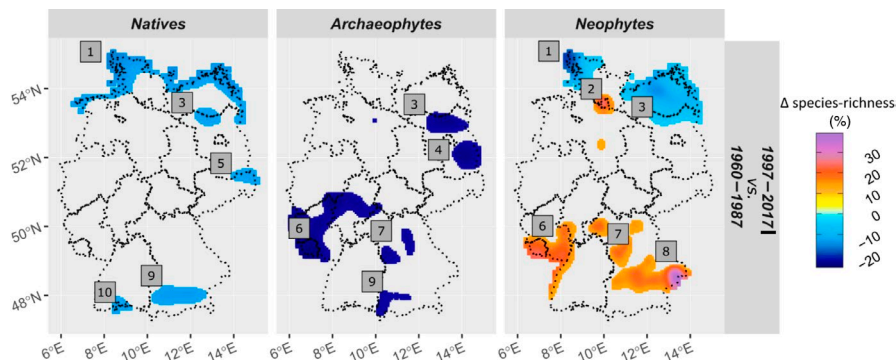 Natives
Archaeophytes
Neophytes
54°N
52°N
50°N
48°N
1
3
5
9
10
3
4
6
7
9
1
2
3
6
7
8
6°E 8°E 10°E 12°E 14°E
6°E 8°E 10°E 12°E 14°E
6°E 8°E 10°E 12°E 14°E
1997−2017
vs.
1960−1987
Δ species-richness
(%)
30
20
10
0
−10
−20